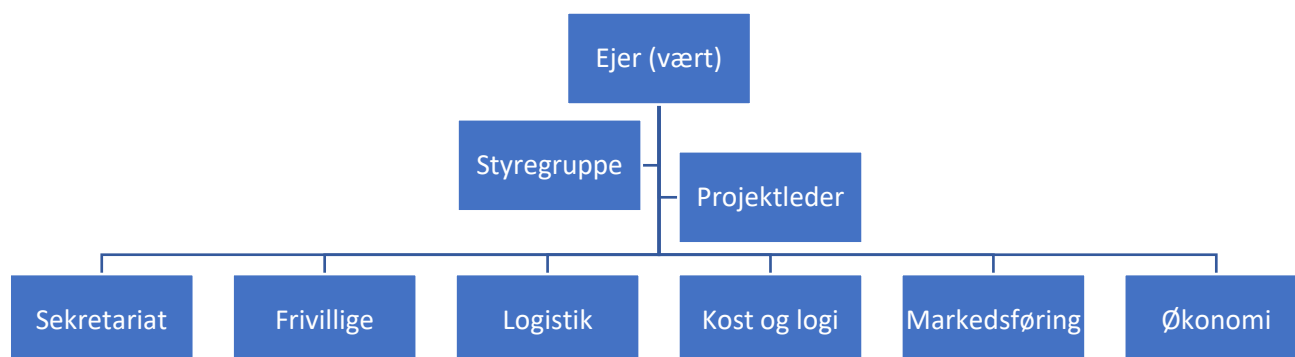 Ejer (vært)
Styregruppe
Projektleder
Sekretariat
Frivillige
Logistik
Kost og logi
Markedsføring
Økonomi